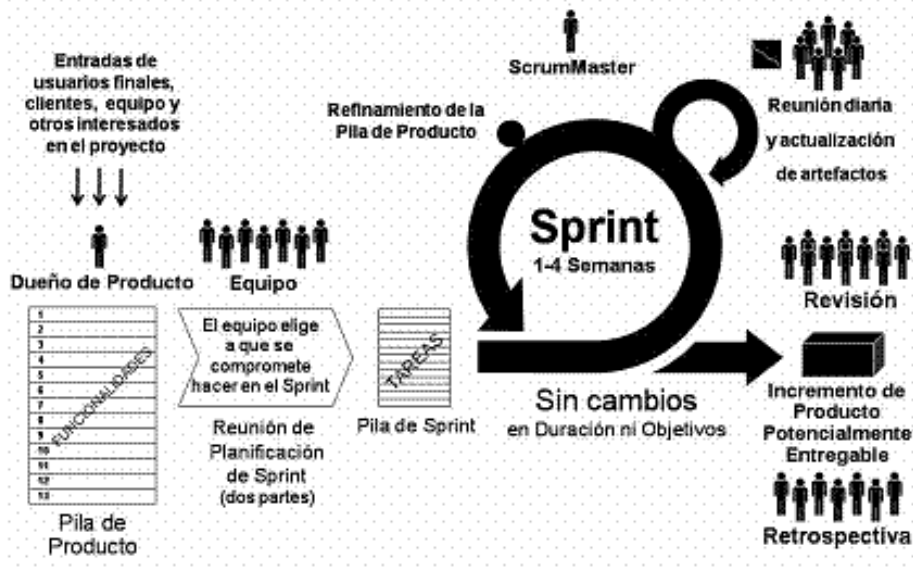 Entradas de
usuarios finales,
clientes, equipo y
otros interesados
en el proyecto
Dueño de Producto
1
2
3
4
5
6
7
8
9
10
11
12
13
FUNCIONALIDADES
Pila de
Producto
Equipo
El equipo elige
a que se
compromete
hacer en el Sprint
Reunión de
Planificación
de Sprint
(dos partes)
TAREAS
Pila de Sprint
ScrumMaster
Refinamiento de la
Pila de Producto
Sprint
1-4 Semanas
Sin cambios
en Duración ni Objetivos
Reunión diaria
y actualización
de artefactos
Revisión
Incremento de
Producto
Potencialmente
Entregable
Retrospectiva